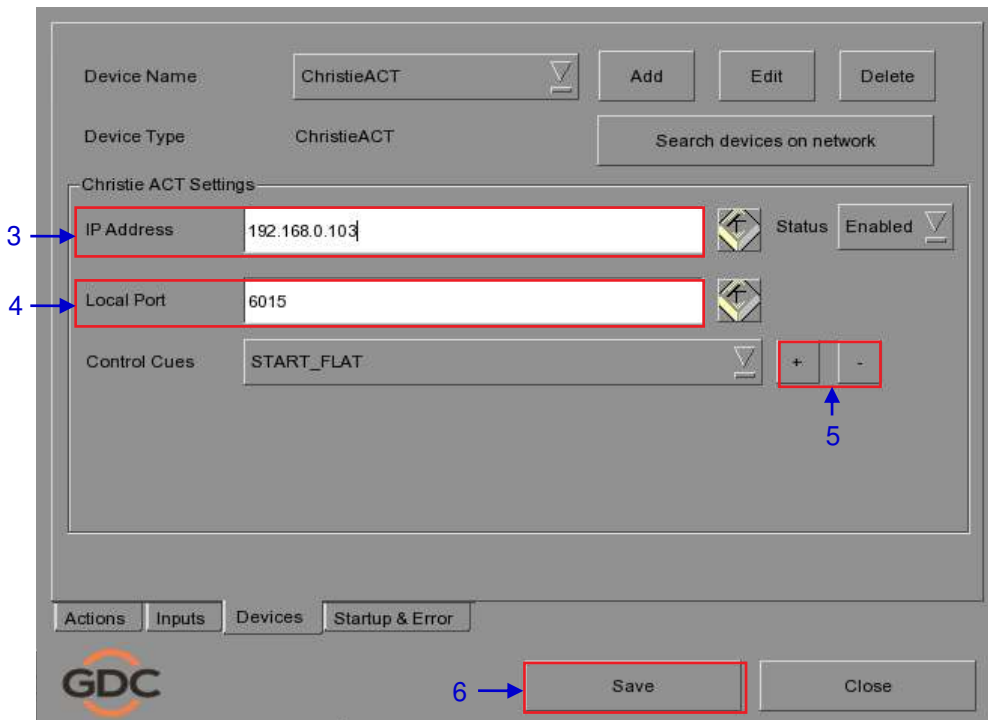 Device Name ChristieACT Add Edit Delete
Device Type ChristieACT Search devices on network
Christie ACT Settings
3 IP Address 192.168.0.103 Status Enabled
4 Local Port 6015
Control Cues START_FLAT + -
5
Actions Inputs Devices Startup & Error
GDC 6 Save Close